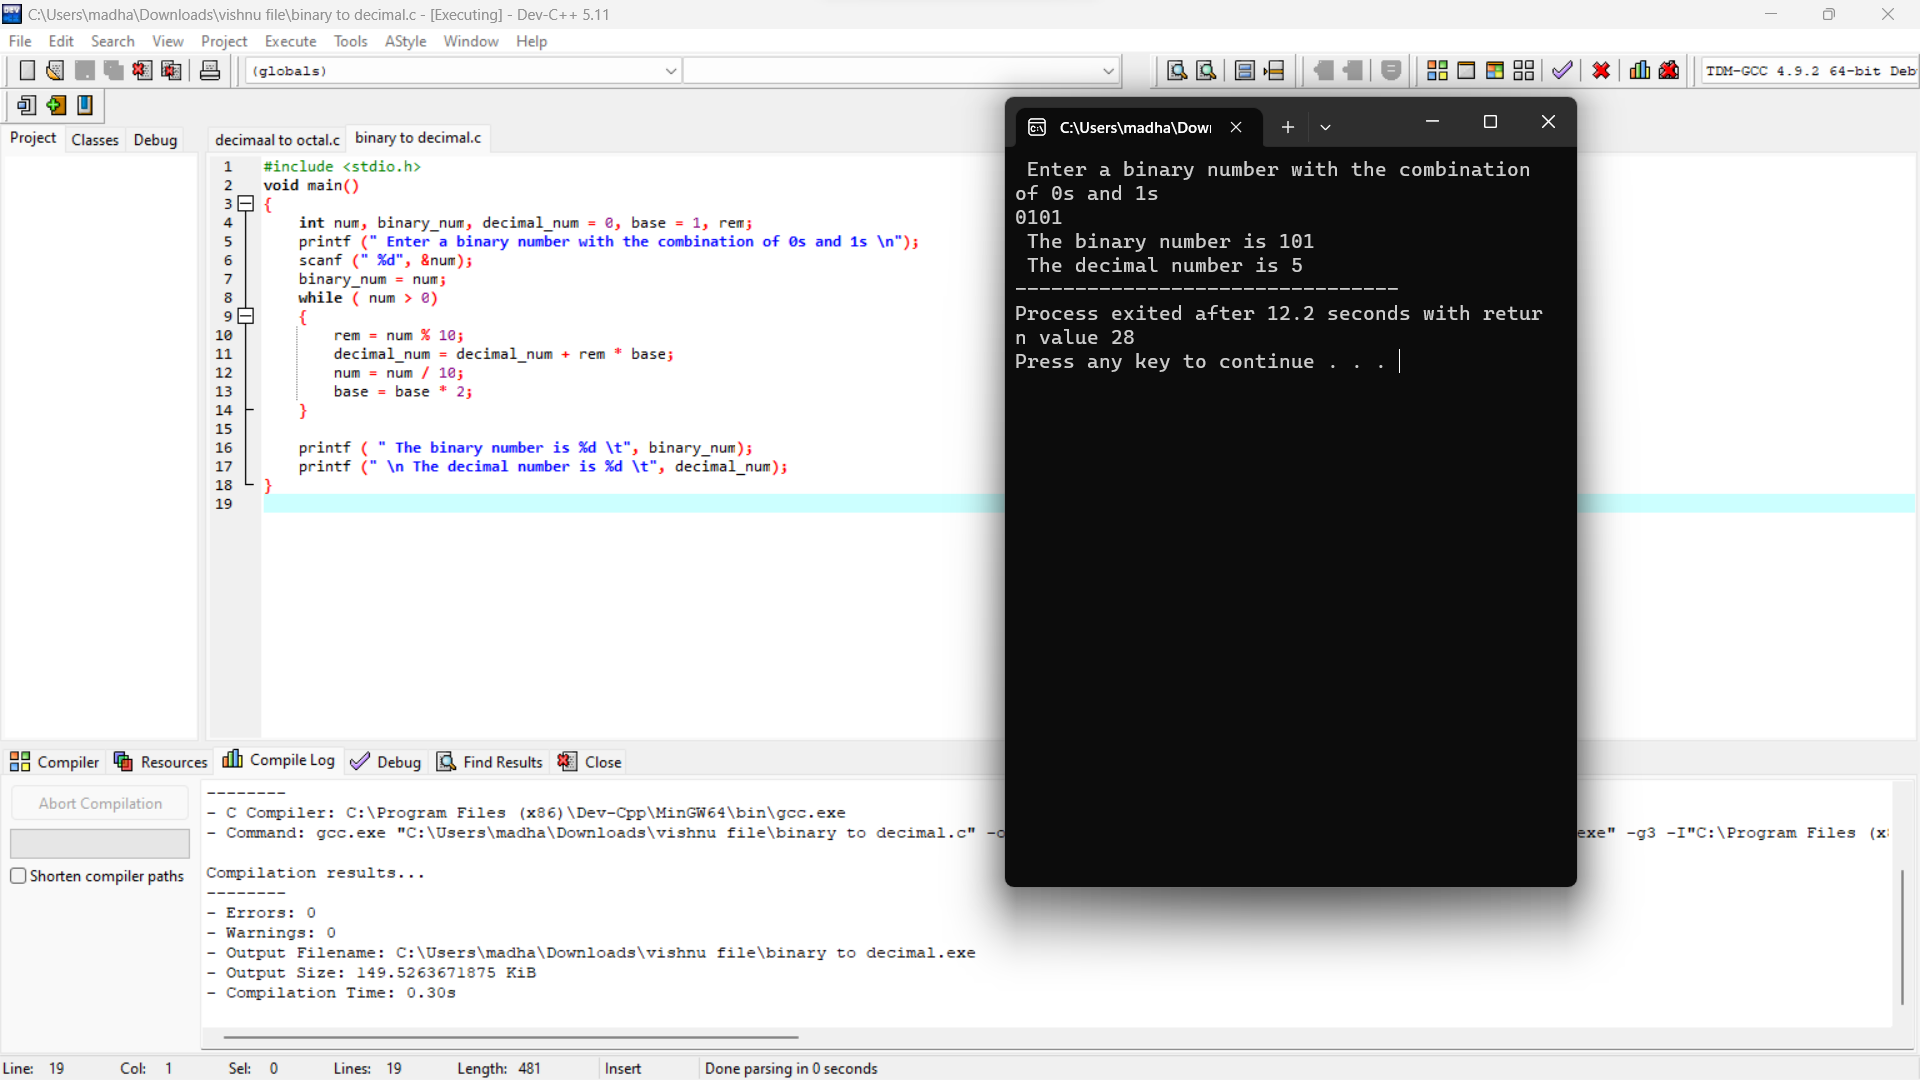 C:\Users\madha\Downloads\vishnu file\binary to decimal.c - [Executing] - Dev-C++ 5.11
File Edit Search View Project Execute Tools AStyle Window Help
(globals)
TDM-GCC 4.9.2 64-bit Deb
Project Classes Debug
decimaal to octal.c binary to decimal.c
1 #include <stdio.h>
2 void main()
3 {
4 int num, binary_num, decimal_num = 0, base = 1, rem;
5 printf (" Enter a binary number with the combination of 0s and 1s \n");
6 scanf (" %d", &num);
7 binary_num = num;
8 while ( num > 0)
9 {
10 rem = num % 10;
11 decimal_num = decimal_num + rem * base;
12 num = num / 10;
13 base = base * 2;
14 }
15
16 printf ( " The binary number is %d \t", binary_num);
17 printf (" \n The decimal number is %d \t", decimal_num);
18 }
19
C:\Users\madha\Dow
Enter a binary number with the combination
of 0s and 1s
0101
The binary number is 101
The decimal number is 5
--------------------------------
Process exited after 12.2 seconds with retur
n value 28
Press any key to continue . . .
Compiler Resources Compile Log Debug Find Results Close
Abort Compilation
Shorten compiler paths
--------
- C Compiler: C:\Program Files (x86)\Dev-Cpp\MinGW64\bin\gcc.exe
- Command: gcc.exe "C:\Users\madha\Downloads\vishnu file\binary to decimal.c" -o exe" -g3 -I"C:\Program Files (x
Compilation results...
--------
- Errors: 0
- Warnings: 0
- Output Filename: C:\Users\madha\Downloads\vishnu file\binary to decimal.exe
- Output Size: 149.5263671875 KiB
- Compilation Time: 0.30s
Line: 19 Col: 1 Sel: 0 Lines: 19 Length: 481 Insert Done parsing in 0 seconds